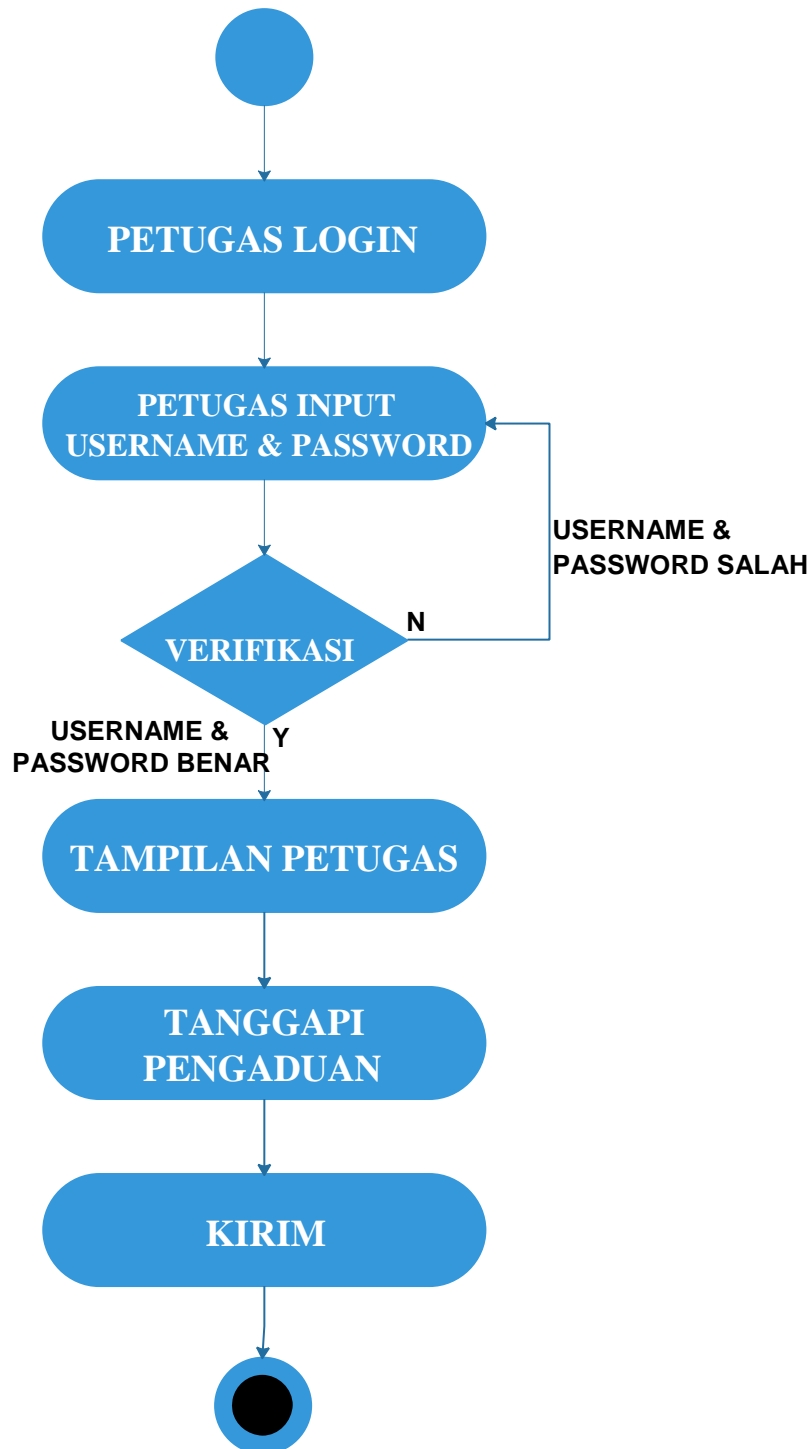 PETUGAS LOGIN
PETUGAS INPUT
USERNAME & PASSWORD
USERNAME &
PASSWORD SALAH
N
VERIFIKASI
USERNAME &
PASSWORD BENAR
Y
TAMPILAN PETUGAS
TANGGAPI
PENGADUAN
KIRIM